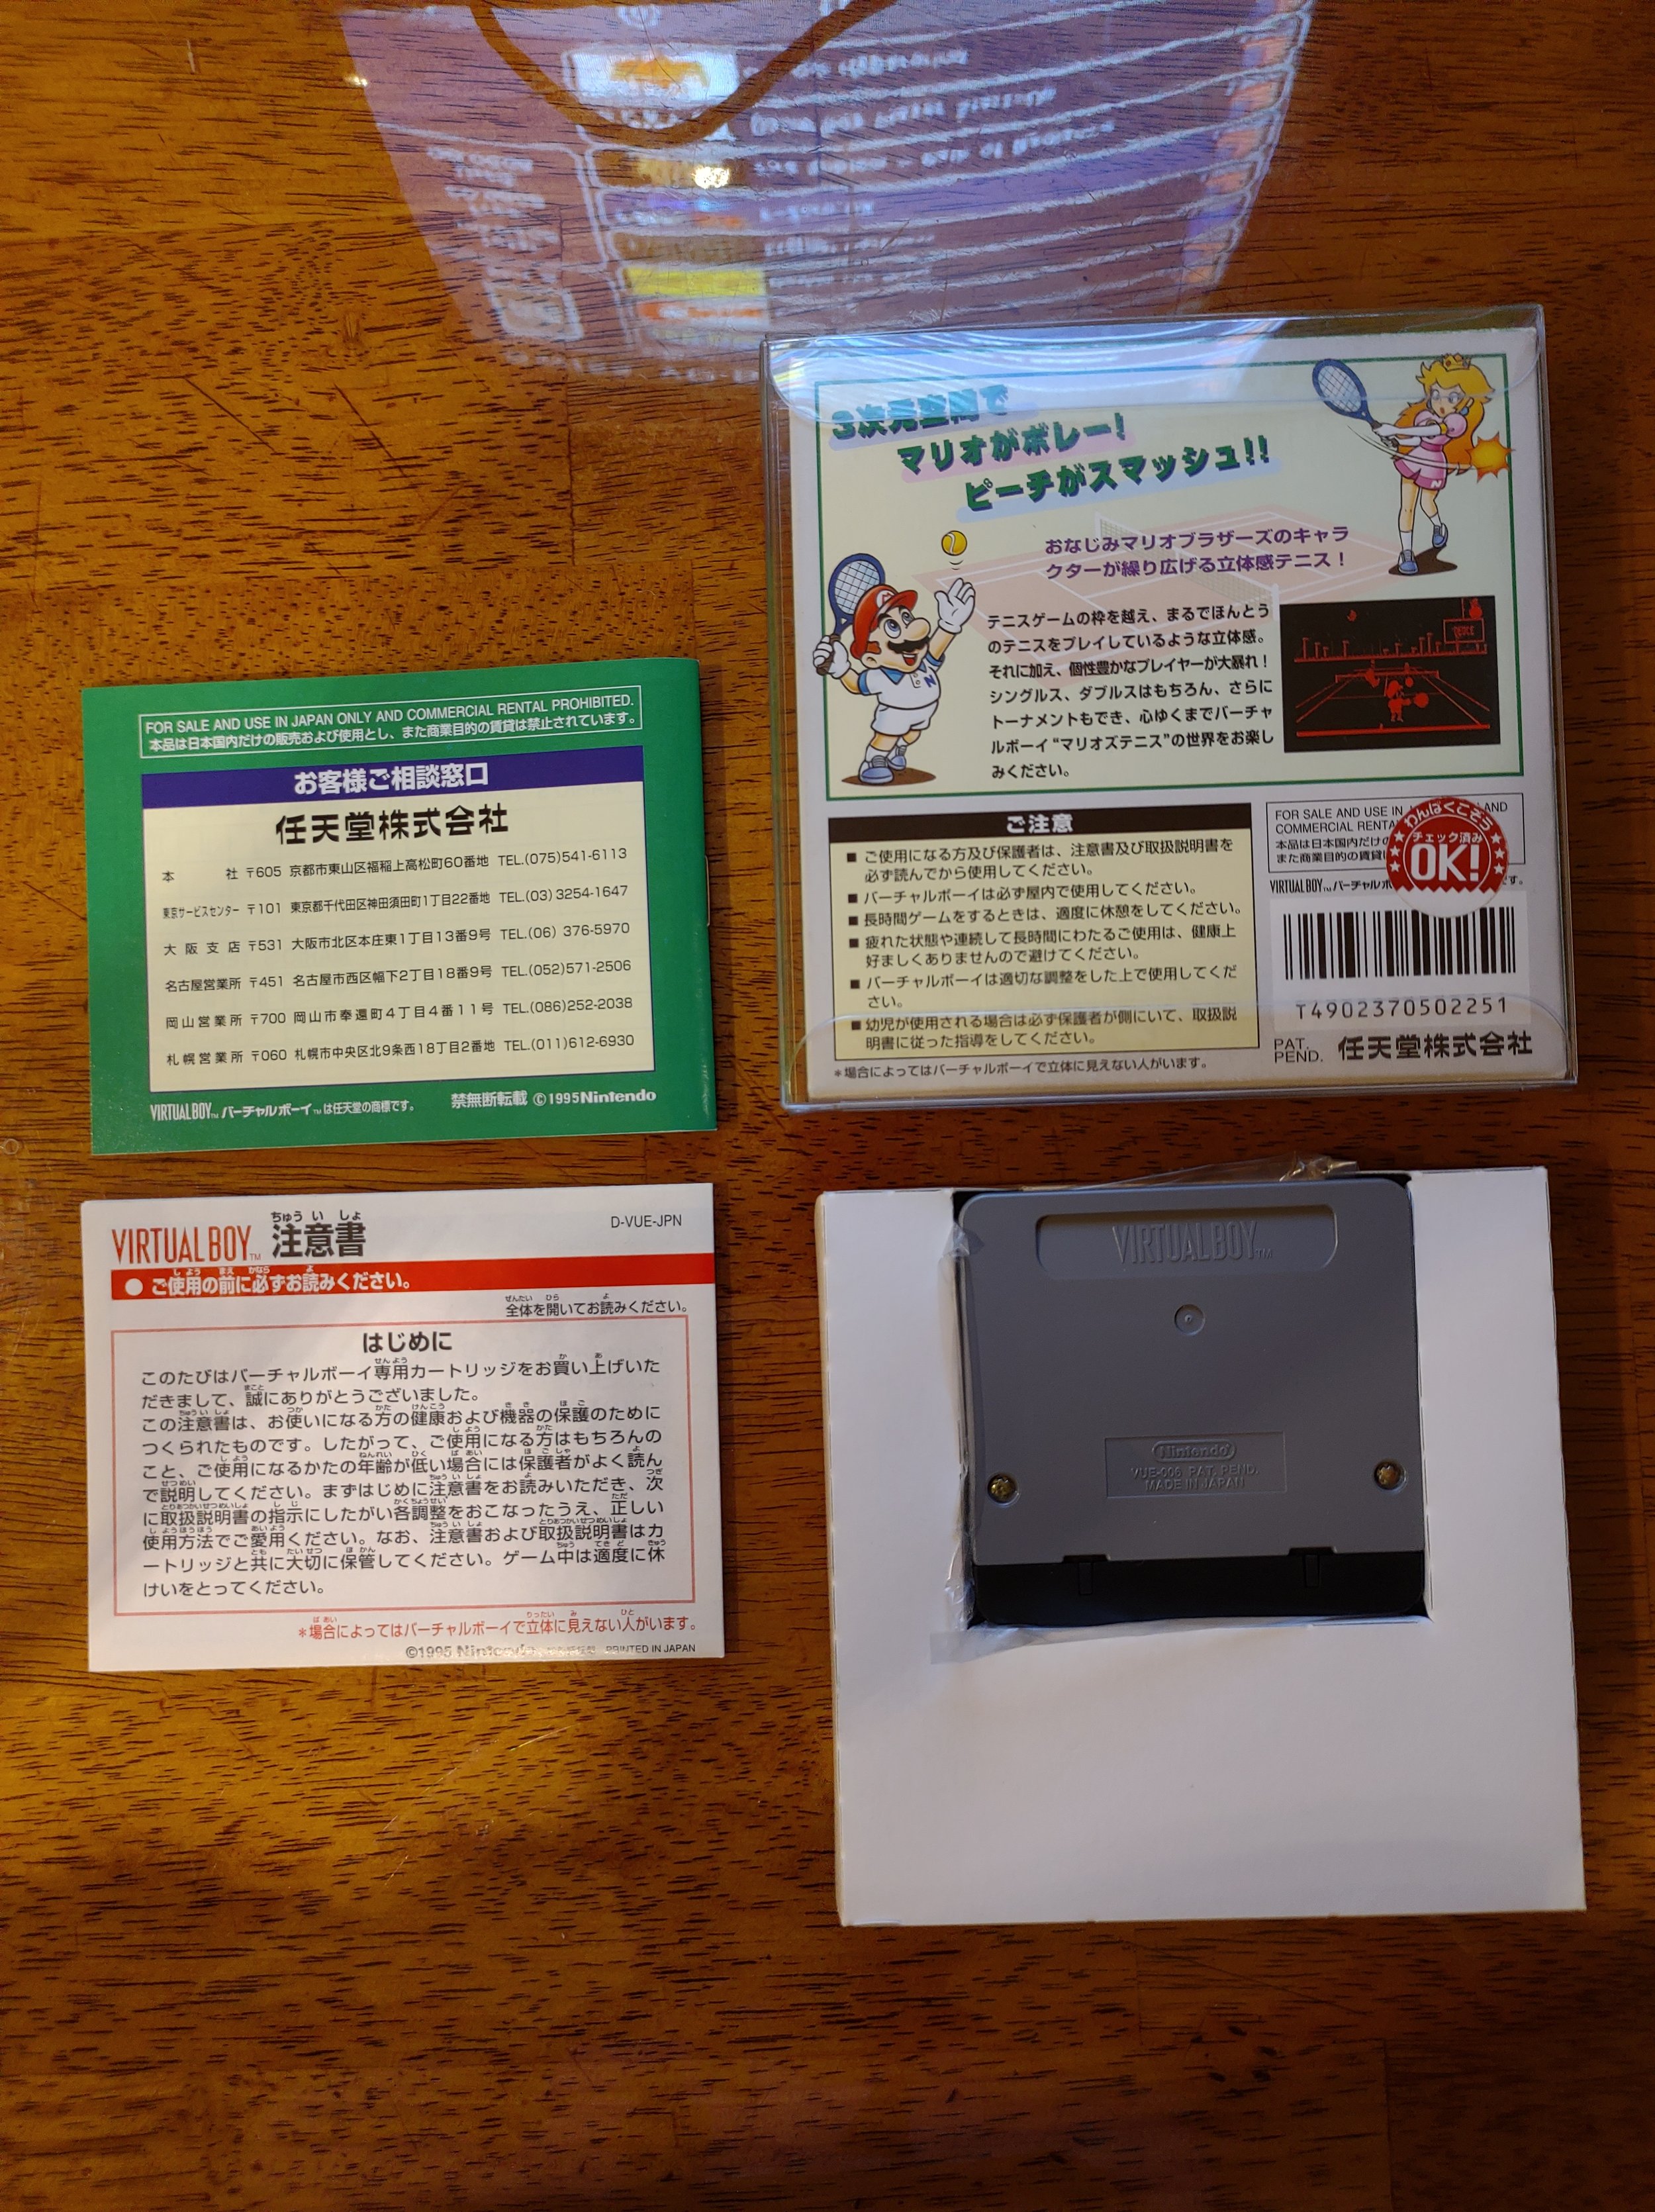 FOR SALE AND USE IN JAPAN ONLY AND COMMERCIAL RENTAL PROHIBITED.
本品は日本国内だけの販売および使用とし、また商業目的の賃貸は禁止されています。
お客様ご相談窓口
任天堂株式会社
本社 〒605 京都市東山区福稲上高松町60番地 TEL.(075)541-6113
東京サービスセンター 〒101 東京都千代田区神田須田町1丁目22番地 TEL.(03)3254-1647
大阪支店 〒531 大阪市北区本庄東1丁目13番9号 TEL.(06) 376-5970
名古屋営業所 〒451 名古屋市西区幅下2丁目18番9号 TEL.(052)571-2506
岡山営業所 〒700 岡山市奉還町4丁目4番11号 TEL.(086)252-2038
札幌営業所 〒060 札幌市中央区北9条西18丁目2番地 TEL.(011)612-6930
VIRTUAL BOY™ バーチャルボーイ™は任天堂の商標です。 禁無断転載 ©1995Nintendo
3次元空間で
マリオがボレー!
ピーチがスマッシュ!!
おなじみマリオブラザーズのキャラ
クターが繰り広げる立体感テニス!
テニスゲームの枠を越え、まるでほんとう
のテニスをプレイしているような立体感。
それに加え、個性豊かなプレイヤーが大暴れ!
シングルス、ダブルスはもちろん、さらに
トーナメントもでき、心ゆくまでバーチャ
ルボーイ“マリオズテニス”の世界をお楽し
みください。
ご注意
■ ご使用になる方及び保護者は、注意書及び取扱説明書を
必ず読んでから使用してください。
■ バーチャルボーイは必ず屋内で使用してください。
■ 長時間ゲームをするときは、適度に休憩をしてください。
■ 疲れた状態や連続して長時間にわたるご使用は、健康上
好ましくありませんので避けてください。
■ バーチャルボーイは適切な調整をした上で使用してくだ
さい。
■ 幼児が使用される場合は必ず保護者が側にいて、取扱説
明書に従った指導をしてください。
*場合によってはバーチャルボーイで立体に見えない人がいます。
FOR SALE AND USE IN AND
COMMERCIAL RENTA
本品は日本国内だけの
また商業目的の賃貸
VIRTUAL BOY™ バーチャルボ す。
わんぱくこぞう
チェック済み
OK!
T4902370502251
PAT.
PEND. 任天堂株式会社
VIRTUAL BOY™ 注意書 D-VUE-JPN
ちゅういしょ
● ご使用の前に必ずお読みください。
全体を開いてお読みください。
はじめに
このたびはバーチャルボーイ専用カートリッジをお買い上げいた
だきまして、誠にありがとうございました。
この注意書は、お使いになる方の健康および機器の保護のために
つくられたものです。したがって、ご使用になる方はもちろんの
こと、ご使用になるかたの年齢が低い場合には保護者がよく読ん
で説明してください。まずはじめに注意書をお読みいただき、次
に取扱説明書の指示にしたがい各調整をおこなったうえ、正しい
使用方法でご愛用ください。なお、注意書および取扱説明書はカ
ートリッジと共に大切に保管してください。ゲーム中は適度に休
けいをとってください。
*場合によってはバーチャルボーイで立体に見えない人がいます。
©1995 Nintendo PRINTED IN JAPAN
VIRTUAL BOY™
Nintendo
VUE-006 PAT. PEND.
MADE IN JAPAN